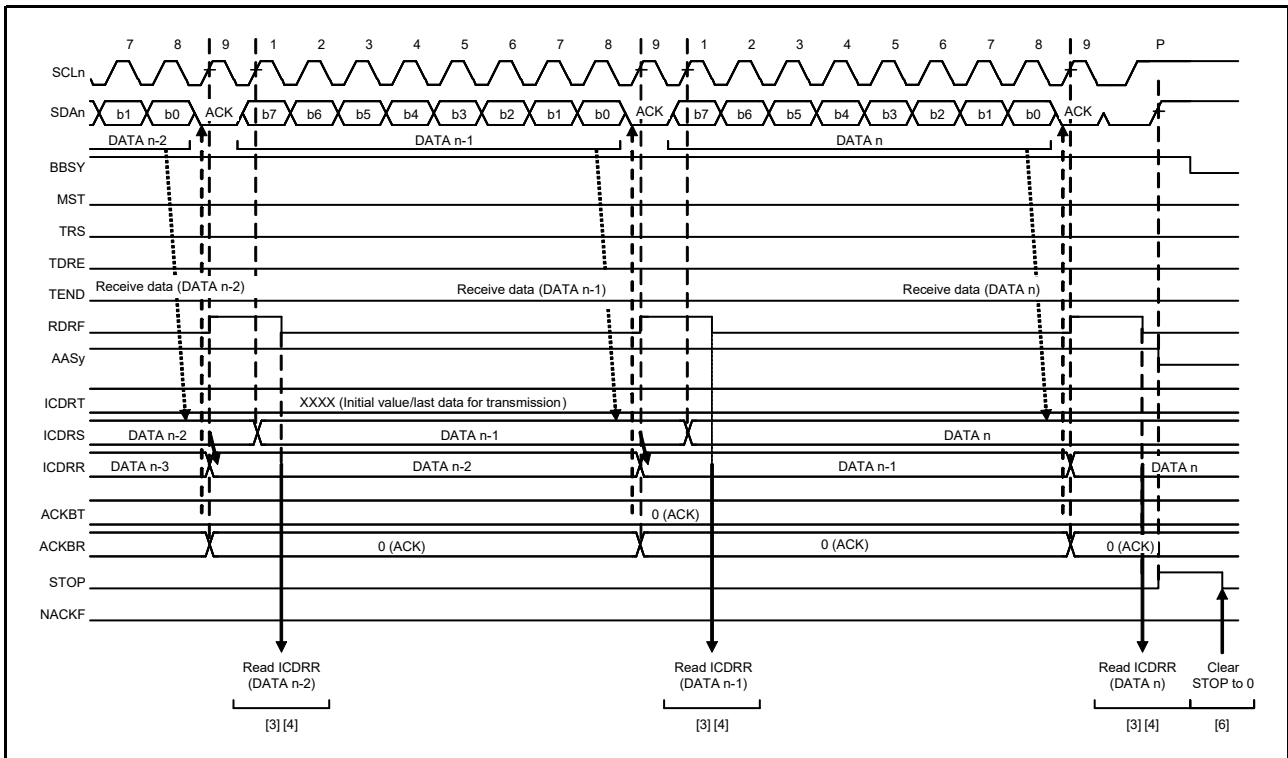 7 8 9 1 2 3 4 5 6 7 8 9 1 2 3 4 5 6 7 8 9 P
SCLn
SDAn b1 b0 ACK b7 b6 b5 b4 b3 b2 b1 b0 ACK b7 b6 b5 b4 b3 b2 b1 b0 ACK
DATA n-2 DATA n-1 DATA n
BBSY
MST
TRS
TDRE
Receive data (DATA n-2) Receive data (DATA n-1) Receive data (DATA n)
TEND
RDRF
AASy
ICDRT XXXX (Initial value/last data for transmission)
ICDRS DATA n-2 DATA n-1 DATA n
ICDRR DATA n-3 DATA n-2 DATA n-1 DATA n
ACKBT 0 (ACK)
ACKBR 0 (ACK) 0 (ACK) 0 (ACK)
STOP
NACKF
Read ICDRR Read ICDRR Read ICDRR Clear
(DATA n-2) (DATA n-1) (DATA n) STOP to 0
[3] [4] [3] [4] [3] [4] [6]